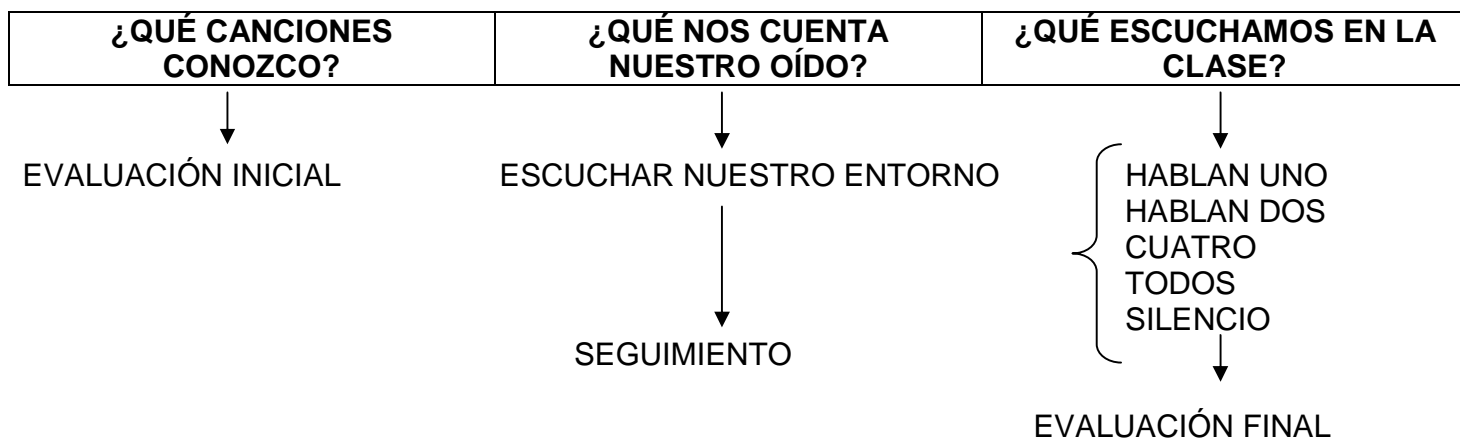 ¿QUÉ CANCIONES
CONOZCO?
¿QUÉ NOS CUENTA
NUESTRO OÍDO?
¿QUÉ ESCUCHAMOS EN LA
CLASE?
EVALUACIÓN INICIAL
ESCUCHAR NUESTRO ENTORNO
HABLAN UNO
HABLAN DOS
CUATRO
TODOS
SILENCIO
SEGUIMIENTO
EVALUACIÓN FINAL